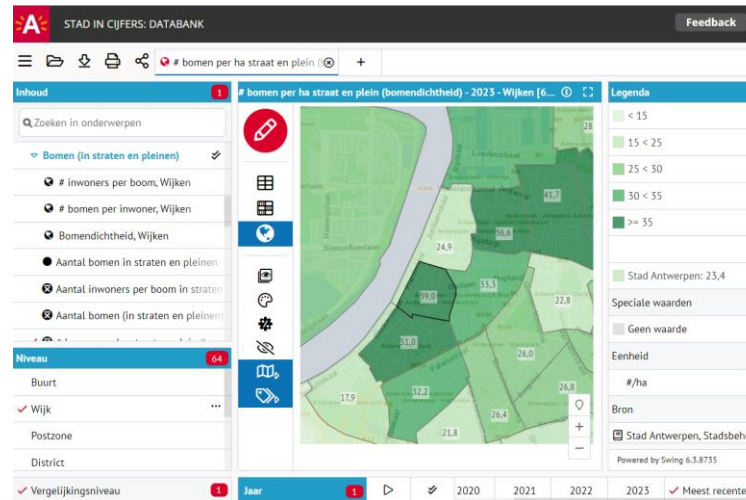 A
STAD IN CIJFERS: DATABANK
Feedback
# bomen per ha straat en plein
+
Inhoud
1
Zoeken in onderwerpen
Bomen (in straten en pleinen)
# inwoners per boom, Wijken
# bomen per inwoner, Wijken
Bomendichtheid, Wijken
Aantal bomen in straten en pleinen
Aantal inwoners per boom in straten
Aantal bomen (in straten en pleinen)
Niveau
64
Buurt
Wijk
...
Postzone
District
Vergelijkingsniveau
1
# bomen per ha straat en plein (bomendichtheid) - 2023 - Wijken [6...
28
Londenstraat
41,7
36,6
24,9
59,0
33,3
22,8
51,0
26,0
17,9
32,2
26,8
26,4
21,8
+
−
Jaar
1
2020
2021
2022
2023
Meest recente
Legenda
< 15
15 < 25
25 < 30
30 < 35
>= 35
Stad Antwerpen: 23,4
Speciale waarden
Geen waarde
Eenheid
#/ha
Bron
Stad Antwerpen, Stadsbeh
Powered by Swing 6.3.8735